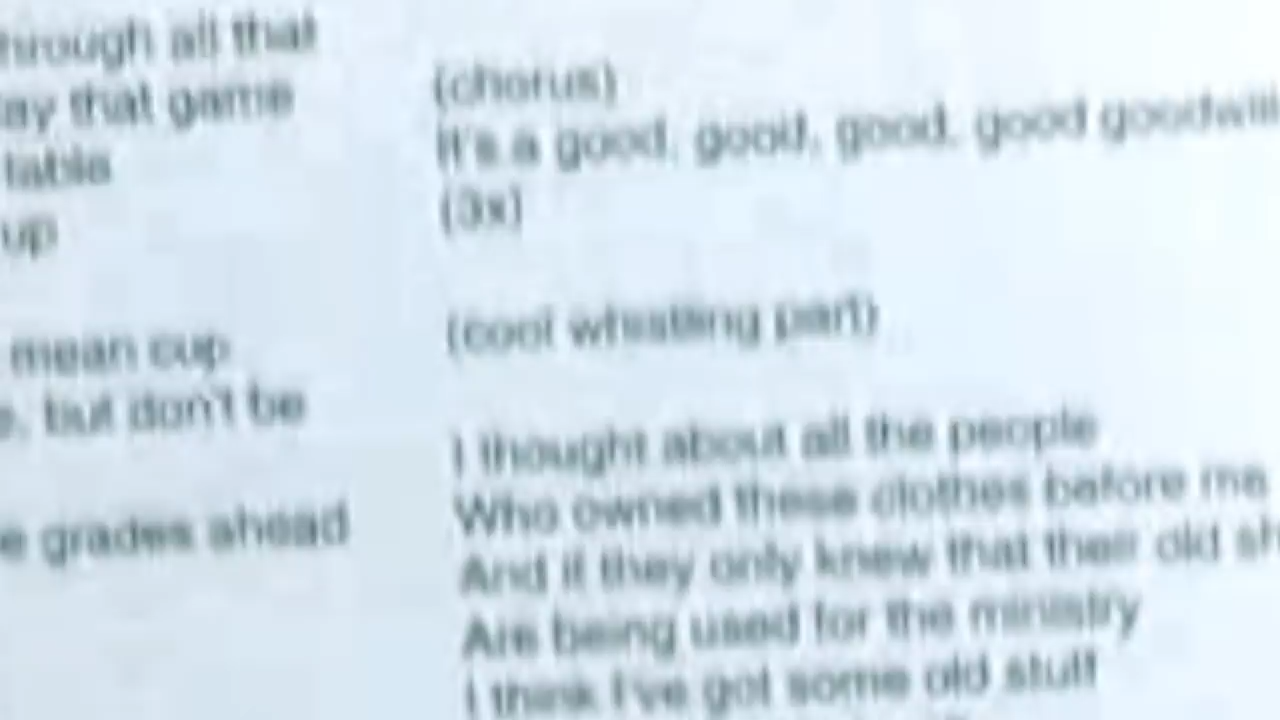 through all that
that game
table
up
mean cup
but don't be
grades ahead
(chorus)
It's a good, good, good, good goodwill
(3x)
(cool whistling part)
I thought about all the people
Who owned these clothes before me
And if they only knew that their old
Are being used for the ministry
I think I've got some old stuff